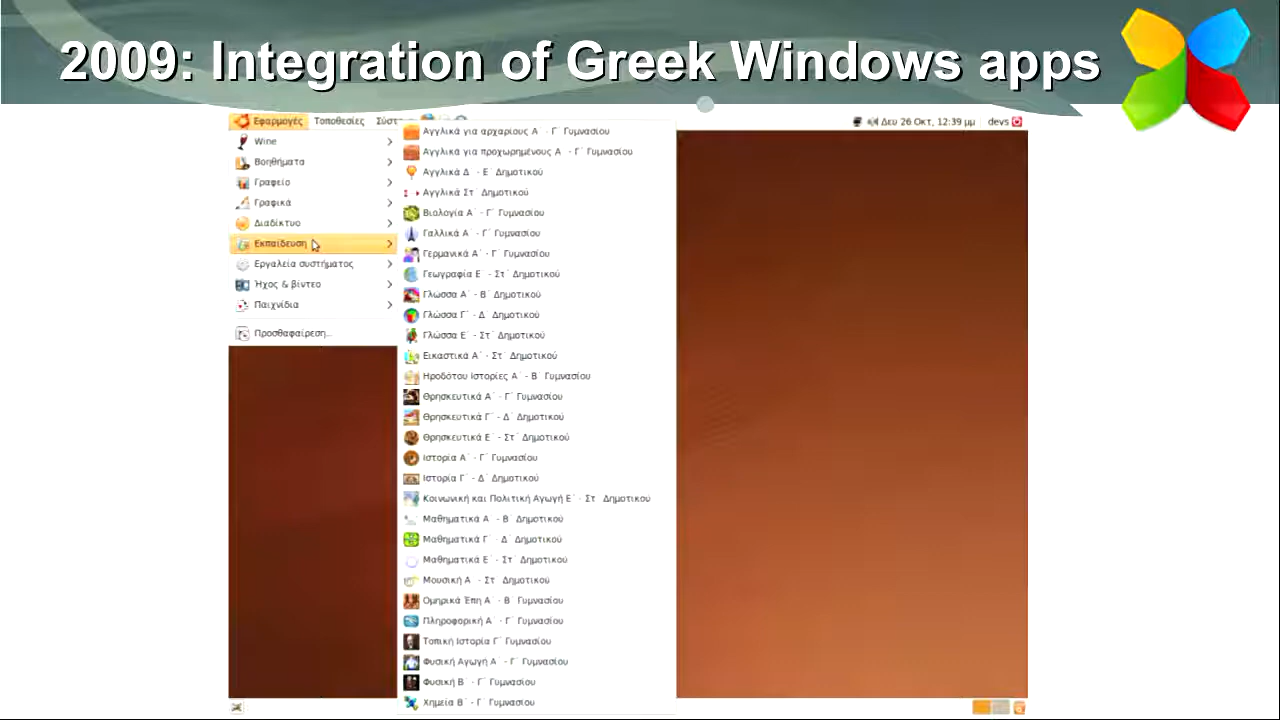 2009: Integration of Greek Windows apps
Εφαρμογές Τοποθεσίες
Δευ 26 Οκτ, 12:39 μμ devs
Wine
Βοηθήματα
Γραφείο
Γραφικά
Διαδίκτυο
Εκπαίδευση
Εργαλεία συστήματος
Ήχος & βίντεο
Παιχνίδια
Προσθαφαίρεση...
Αγγλικά για αρχαρίους Α΄ - Γ΄ Γυμνασίου
Αγγλικά για προχωρημένους Α΄ - Γ΄ Γυμνασίου
Αγγλικά Δ΄ - Ε΄ Δημοτικού
Αγγλικά Στ΄ Δημοτικού
Βιολογία Α΄ - Γ΄ Γυμνασίου
Γαλλικά Α΄ - Γ΄ Γυμνασίου
Γερμανικά Α΄ - Γ΄ Γυμνασίου
Γεωγραφία Ε΄ - Στ΄ Δημοτικού
Γλώσσα Α΄ - Β΄ Δημοτικού
Γλώσσα Γ΄ - Δ΄ Δημοτικού
Γλώσσα Ε΄ - Στ΄ Δημοτικού
Εικαστικά Α΄ - Στ΄ Δημοτικού
Ηροδότου Ιστορίες Α΄ - Β΄ Γυμνασίου
Θρησκευτικά Α΄ - Γ΄ Γυμνασίου
Θρησκευτικά Γ΄ - Δ΄ Δημοτικού
Θρησκευτικά Ε΄ - Στ΄ Δημοτικού
Ιστορία Α΄ - Γ΄ Γυμνασίου
Ιστορία Γ΄ - Δ΄ Δημοτικού
Κοινωνική και Πολιτική Αγωγή Ε΄ - Στ΄ Δημοτικού
Μαθηματικά Α΄ - Β΄ Δημοτικού
Μαθηματικά Γ΄ - Δ΄ Δημοτικού
Μαθηματικά Ε΄ - Στ΄ Δημοτικού
Μουσική Α΄ - Στ΄ Δημοτικού
Ομηρικά Έπη Α΄ - Β΄ Γυμνασίου
Πληροφορική Α΄ - Γ΄ Γυμνασίου
Τοπική Ιστορία Γ΄ Γυμνασίου
Φυσική Αγωγή Α΄ - Γ΄ Γυμνασίου
Φυσική Β΄ - Γ΄ Γυμνασίου
Χημεία Β΄ - Γ΄ Γυμνασίου